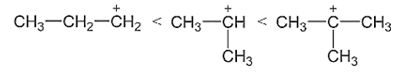 + + +
CH₃—CH₂—CH₂ < CH₃—CH < CH₃—C—CH₃
CH₃ CH₃